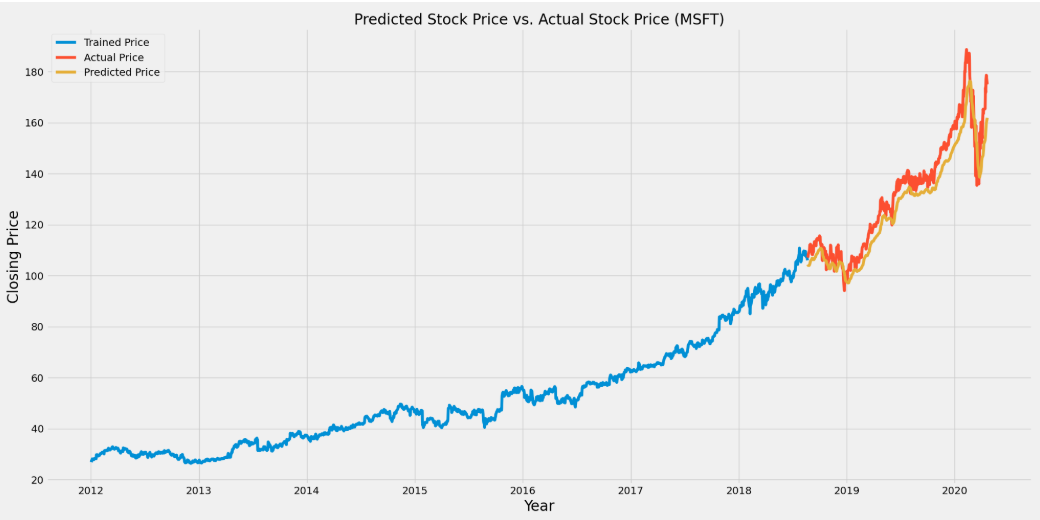 Predicted Stock Price vs. Actual Stock Price (MSFT)
Trained Price
Actual Price
Predicted Price
Closing Price
180
160
140
120
100
80
60
40
20
2012 2013 2014 2015 2016 2017 2018 2019 2020
Year